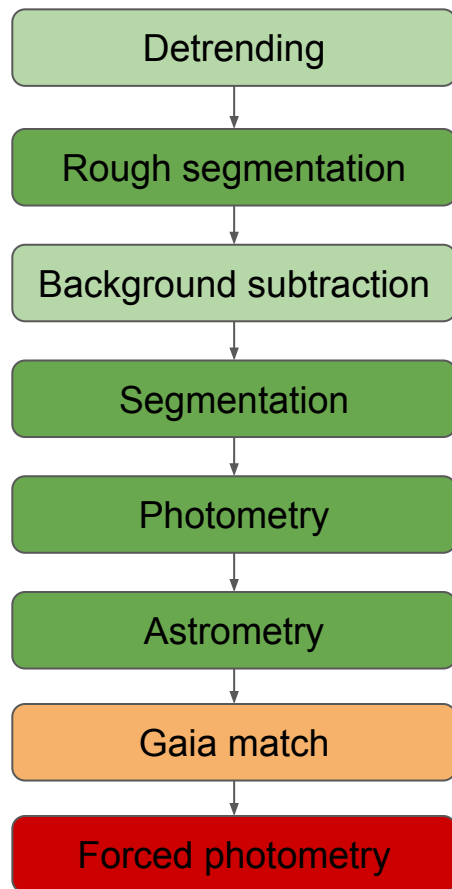 Detrending
Rough segmentation
Background subtraction
Segmentation
Photometry
Astrometry
Gaia match
Forced photometry